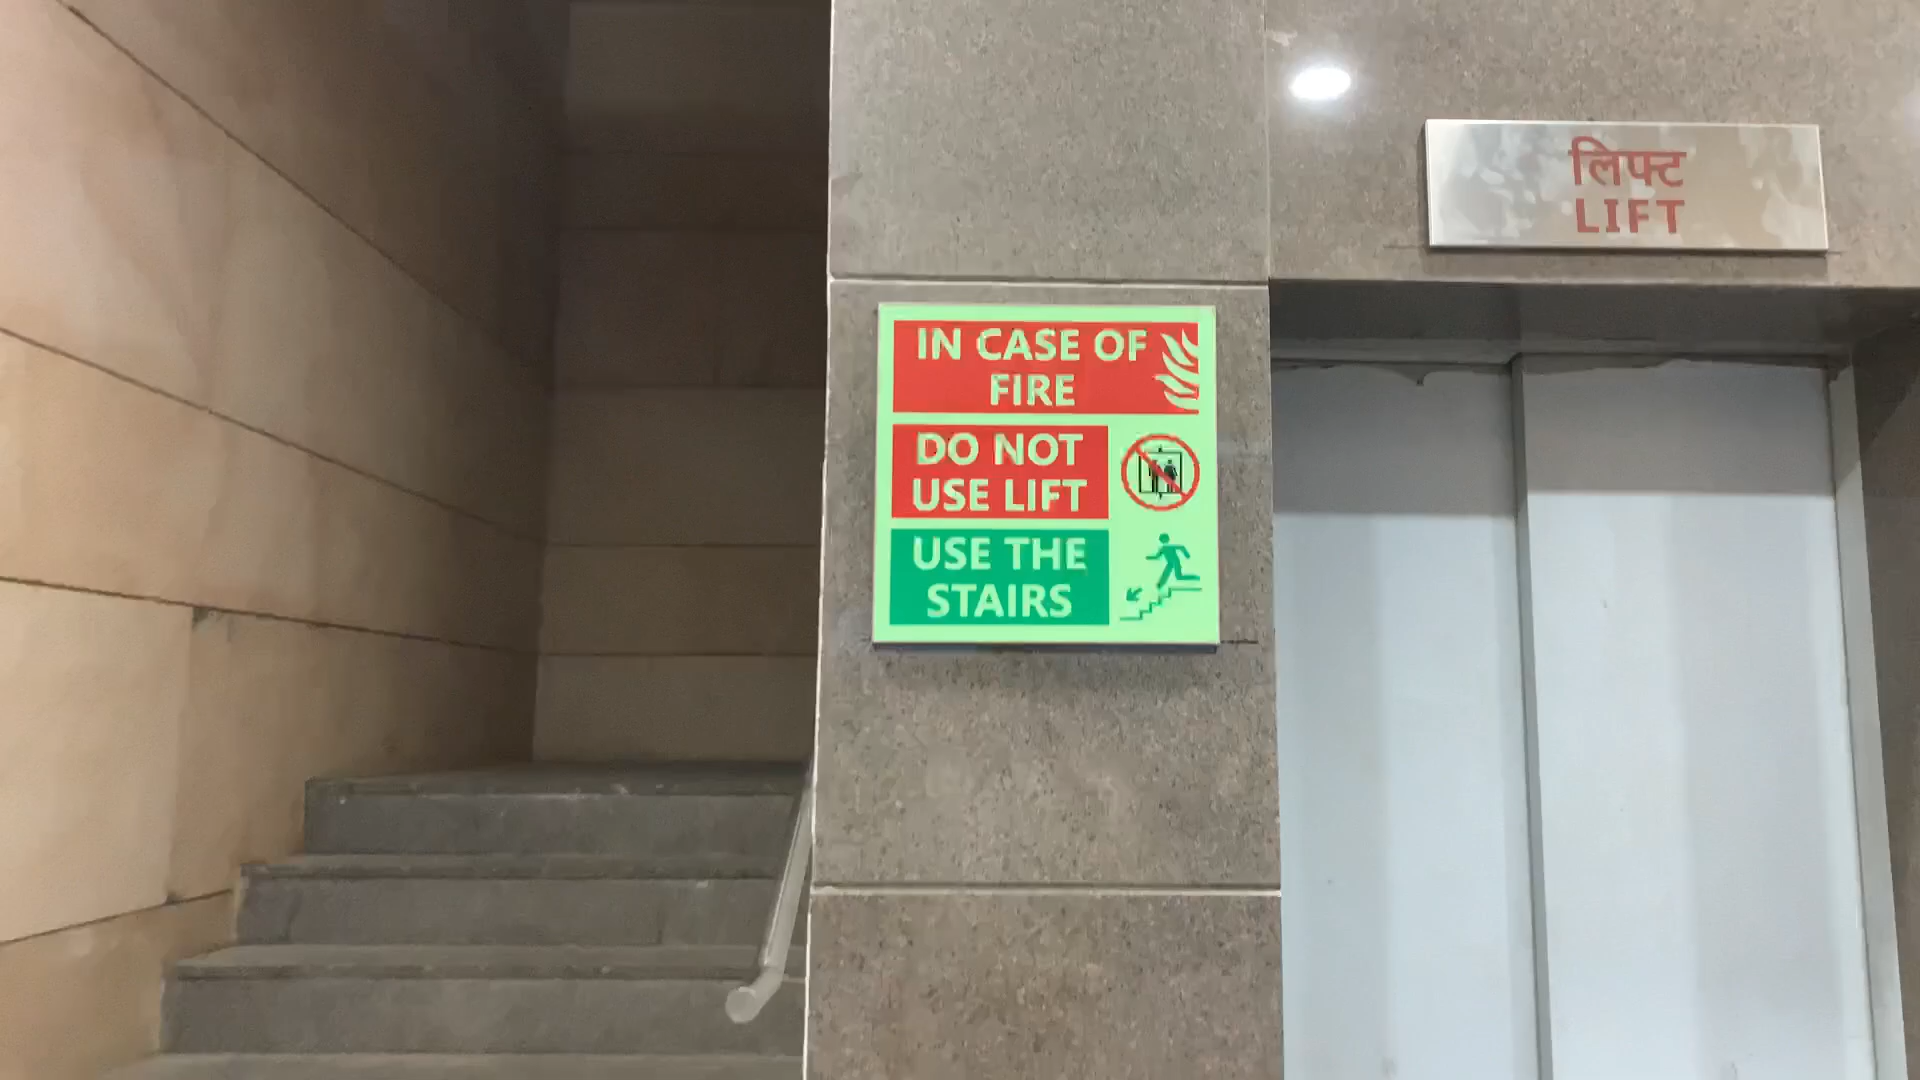 लिफ्ट
LIFT
IN CASE OF
FIRE
DO NOT
USE LIFT
USE THE
STAIRS